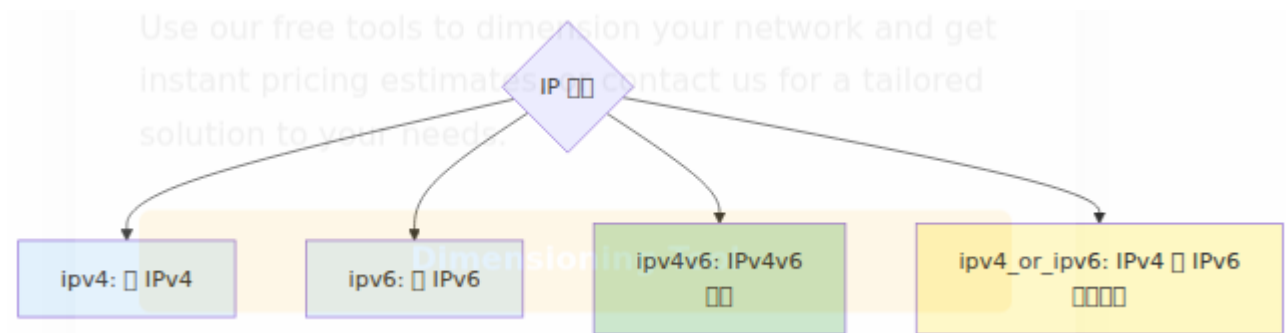 Use our free tools to dimension your network and get
instant pricing estimates contact us for a tailored
solution to your needs.
IP
Dimensioning
ipv4: IPv4
ipv6: IPv6
ipv4v6: IPv4v6
ipv4_or_ipv6: IPv4 IPv6